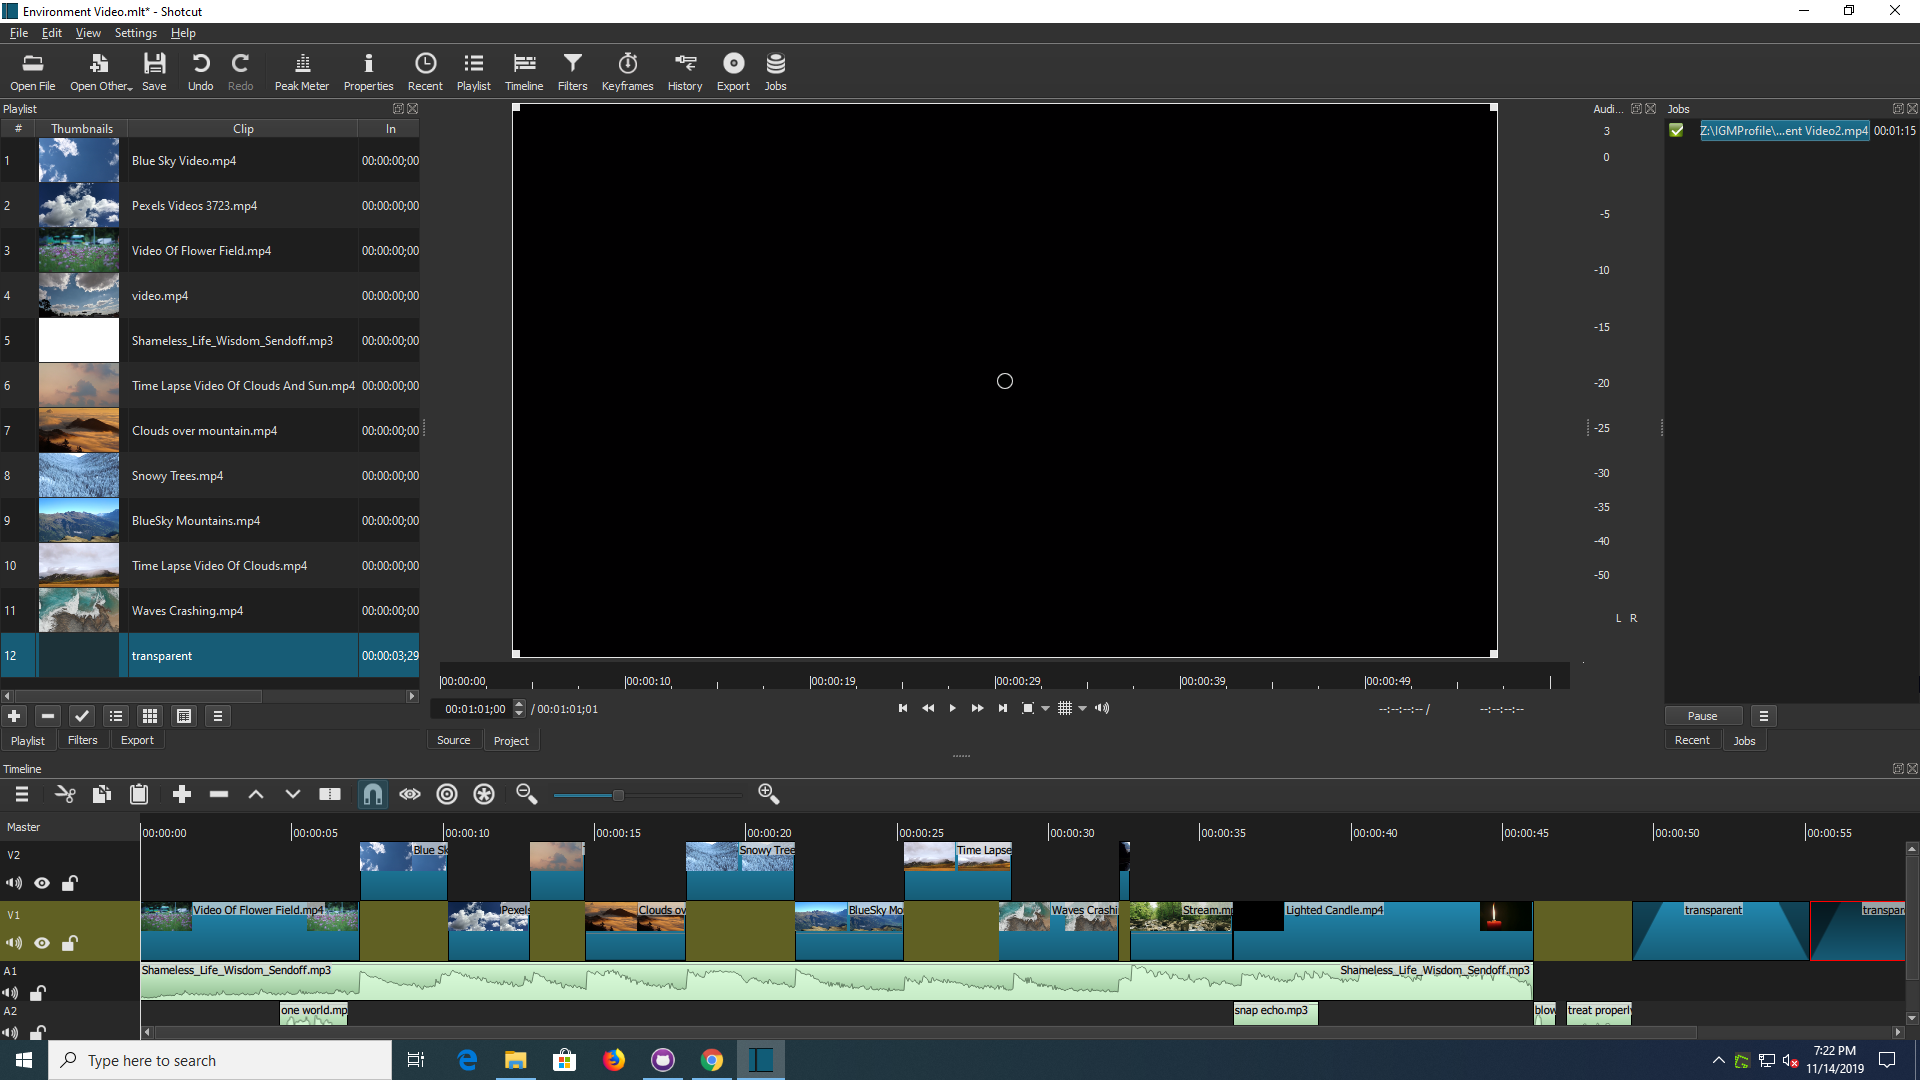 Environment Video.mlt* - Shotcut
File Edit View Settings Help
Open File Open Other Save Undo Redo Peak Meter Properties Recent Playlist Timeline Filters Keyframes History Export Jobs
Playlist
# Thumbnails Clip In
1 Blue Sky Video.mp4 00:00:00;00
2 Pexels Videos 3723.mp4 00:00:00;00
3 Video Of Flower Field.mp4 00:00:00;00
4 video.mp4 00:00:00;00
5 Shameless_Life_Wisdom_Sendoff.mp3 00:00:00;00
6 Time Lapse Video Of Clouds And Sun.mp4 00:00:00;00
7 Clouds over mountain.mp4 00:00:00;00
8 Snowy Trees.mp4 00:00:00;00
9 BlueSky Mountains.mp4 00:00:00;00
10 Time Lapse Video Of Clouds.mp4 00:00:00;00
11 Waves Crashing.mp4 00:00:00;00
12 transparent 00:00:03;29
Playlist Filters Export
00:00:00 00:00:10 00:00:19 00:00:29 00:00:39 00:00:49
00:01:01;00 / 00:01:01;01 --:--:--:-- / --:--:--:--
Source Project
Audi...
3
0
-5
-10
-15
-20
-25
-30
-35
-40
-50
L R
Jobs
Z:\IGMProfile\...ent Video2.mp4 00:01:15
Pause
Recent Jobs
Timeline
Master 00:00:00 00:00:05 00:00:10 00:00:15 00:00:20 00:00:25 00:00:30 00:00:35 00:00:40 00:00:45 00:00:50 00:00:55
V2 Blue Sk Snowy Tree Time Lapse
V1 Video Of Flower Field.mp4 Pexels Clouds ov BlueSky Mo Waves Crashi Stream.m Lighted Candle.mp4 transparent transpar
A1 Shameless_Life_Wisdom_Sendoff.mp3 Shameless_Life_Wisdom_Sendoff.mp3
A2 one world.mp snap echo.mp3 blow treat properly
Type here to search
7:22 PM
11/14/2019